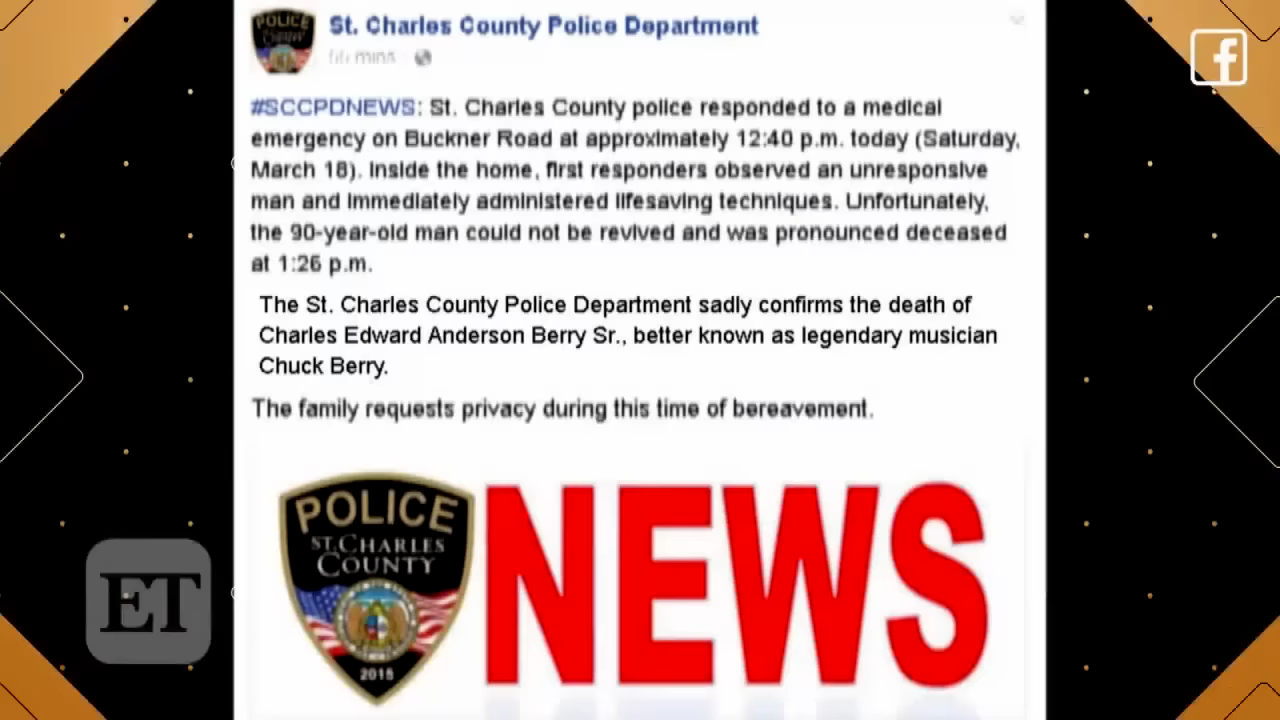 St. Charles County Police Department
#SCCPDNEWS: St. Charles County police responded to a medical
emergency on Buckner Road at approximately 12:40 p.m. today (Saturday,
March 18). Inside the home, first responders observed an unresponsive
man and immediately administered lifesaving techniques. Unfortunately,
the 90-year-old man could not be revived and was pronounced deceased
at 1:26 p.m.
The St. Charles County Police Department sadly confirms the death of
Charles Edward Anderson Berry Sr., better known as legendary musician
Chuck Berry.
The family requests privacy during this time of bereavement.
POLICE
ST. CHARLES
COUNTY
2015
NEWS
ET
POLICE
mins
f